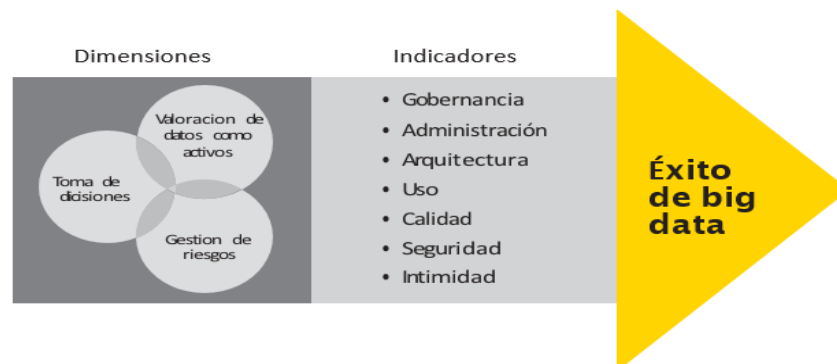 Dimensiones
Valoracion de
datos como
activos
Toma de
dicisiones
Gestion de
riesgos
Indicadores
• Gobernancia
• Administración
• Arquitectura
• Uso
• Calidad
• Seguridad
• Intimidad
Éxito
de big
data